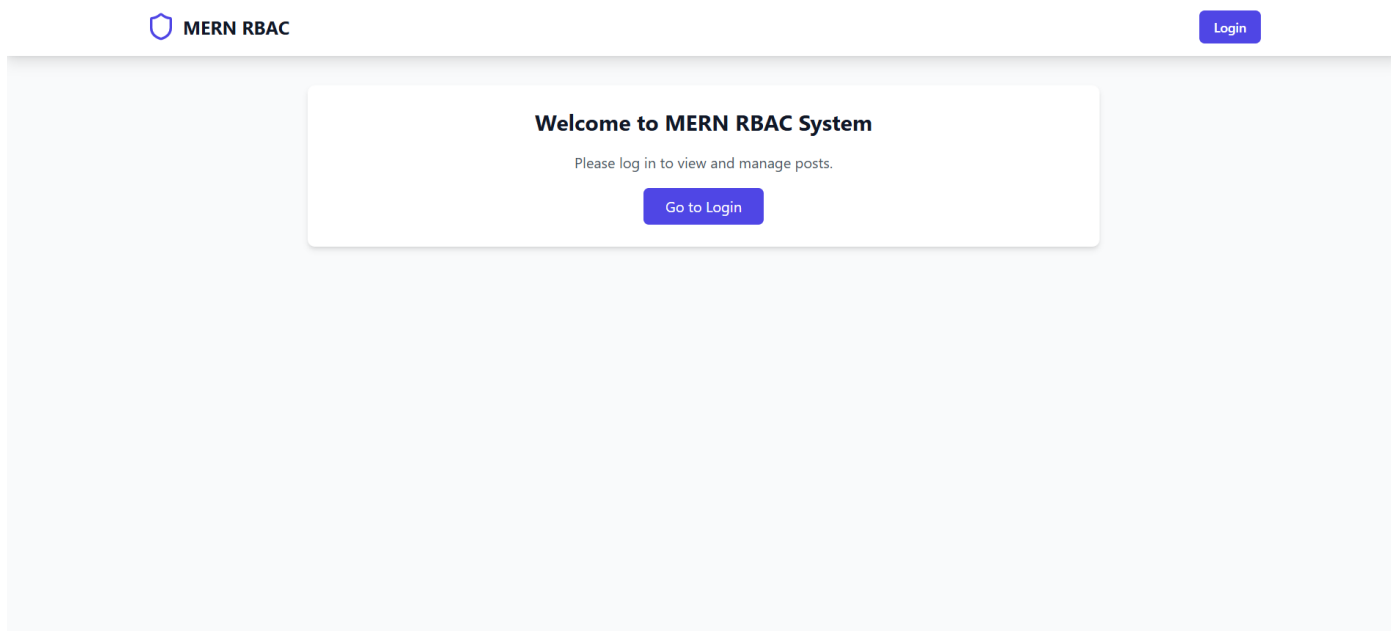 MERN RBAC
Login
Welcome to MERN RBAC System
Please log in to view and manage posts.
Go to Login